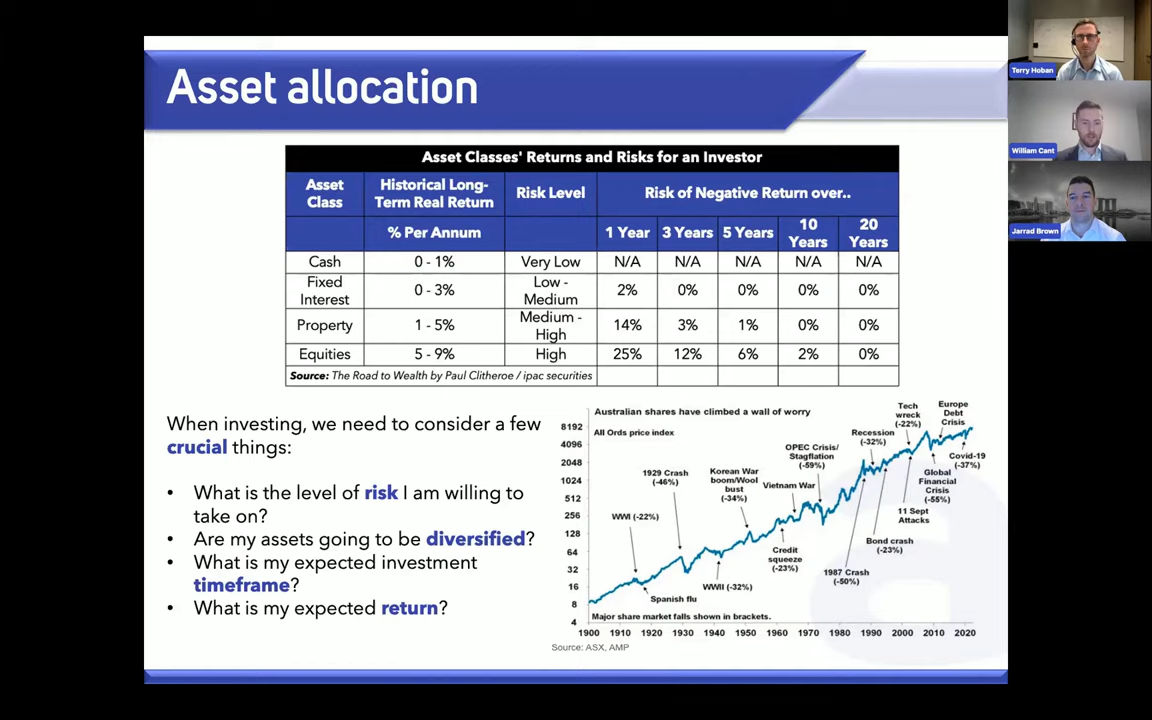 Asset allocation
Asset Classes' Returns and Risks for an Investor
Asset Class | Historical Long-Term Real Return | Risk Level | Risk of Negative Return over..
% Per Annum | 1 Year | 3 Years | 5 Years | 10 Years | 20 Years
Cash | 0 - 1% | Very Low | N/A | N/A | N/A | N/A | N/A
Fixed Interest | 0 - 3% | Low - Medium | 2% | 0% | 0% | 0% | 0%
Property | 1 - 5% | Medium - High | 14% | 3% | 1% | 0% | 0%
Equities | 5 - 9% | High | 25% | 12% | 6% | 2% | 0%
Source: The Road to Wealth by Paul Clitheroe / ipac securities
When investing, we need to consider a few
crucial things:
• What is the level of risk I am willing to
take on?
• Are my assets going to be diversified?
• What is my expected investment
timeframe?
• What is my expected return?
Australian shares have climbed a wall of worry
All Ords price index
8192
4096
2048
1024
512
256
128
64
32
16
8
4
WWI (-22%)
Spanish flu
1929 Crash
(-46%)
WWII (-32%)
Korean War
boom/Wool
bust
(-34%)
Credit
squeeze
(-23%)
Vietnam War
OPEC Crisis/
Stagflation
(-59%)
1987 Crash
(-50%)
Recession
(-32%)
Bond crash
(-23%)
Tech
wreck
(-22%)
11 Sept
Attacks
Global
Financial
Crisis
(-55%)
Europe
Debt
Crisis
Covid-19
(-37%)
Major share market falls shown in brackets.
1900 1910 1920 1930 1940 1950 1960 1970 1980 1990 2000 2010 2020
Source: ASX, AMP
Terry Hoban
William Cant
Jarrad Brown